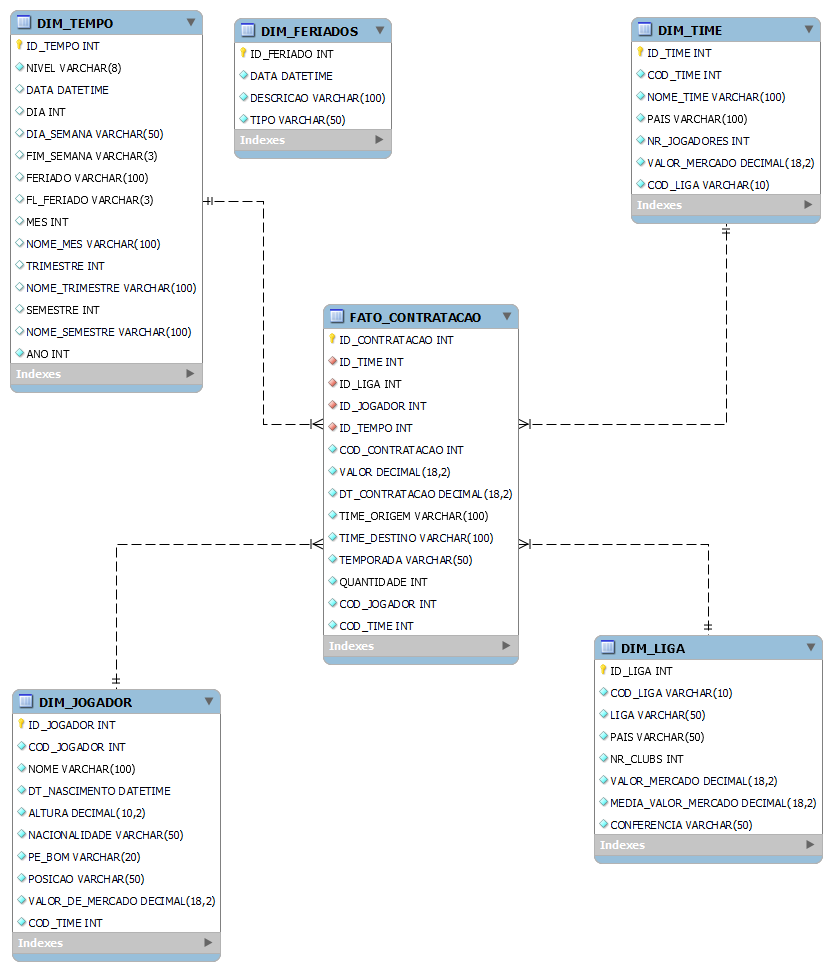 DIM_TEMPO
ID_TEMPO INT
NIVEL VARCHAR(8)
DATA DATETIME
DIA INT
DIA_SEMANA VARCHAR(50)
FIM_SEMANA VARCHAR(3)
FERIADO VARCHAR(100)
FL_FERIADO VARCHAR(3)
MES INT
NOME_MES VARCHAR(100)
TRIMESTRE INT
NOME_TRIMESTRE VARCHAR(100)
SEMESTRE INT
NOME_SEMESTRE VARCHAR(100)
ANO INT
Indexes
DIM_FERIADOS
ID_FERIADO INT
DATA DATETIME
DESCRICAO VARCHAR(100)
TIPO VARCHAR(50)
Indexes
DIM_TIME
ID_TIME INT
COD_TIME INT
NOME_TIME VARCHAR(100)
PAIS VARCHAR(100)
NR_JOGADORES INT
VALOR_MERCADO DECIMAL(18,2)
COD_LIGA VARCHAR(10)
Indexes
FATO_CONTRATACAO
ID_CONTRATACAO INT
ID_TIME INT
ID_LIGA INT
ID_JOGADOR INT
ID_TEMPO INT
COD_CONTRATACAO INT
VALOR DECIMAL(18,2)
DT_CONTRATACAO DECIMAL(18,2)
TIME_ORIGEM VARCHAR(100)
TIME_DESTINO VARCHAR(100)
TEMPORADA VARCHAR(50)
QUANTIDADE INT
COD_JOGADOR INT
COD_TIME INT
Indexes
DIM_JOGADOR
ID_JOGADOR INT
COD_JOGADOR INT
NOME VARCHAR(100)
DT_NASCIMENTO DATETIME
ALTURA DECIMAL(10,2)
NACIONALIDADE VARCHAR(50)
PE_BOM VARCHAR(20)
POSICAO VARCHAR(50)
VALOR_DE_MERCADO DECIMAL(18,2)
COD_TIME INT
Indexes
DIM_LIGA
ID_LIGA INT
COD_LIGA VARCHAR(10)
LIGA VARCHAR(50)
PAIS VARCHAR(50)
NR_CLUBS INT
VALOR_MERCADO DECIMAL(18,2)
MEDIA_VALOR_MERCADO DECIMAL(18,2)
CONFERENCIA VARCHAR(50)
Indexes